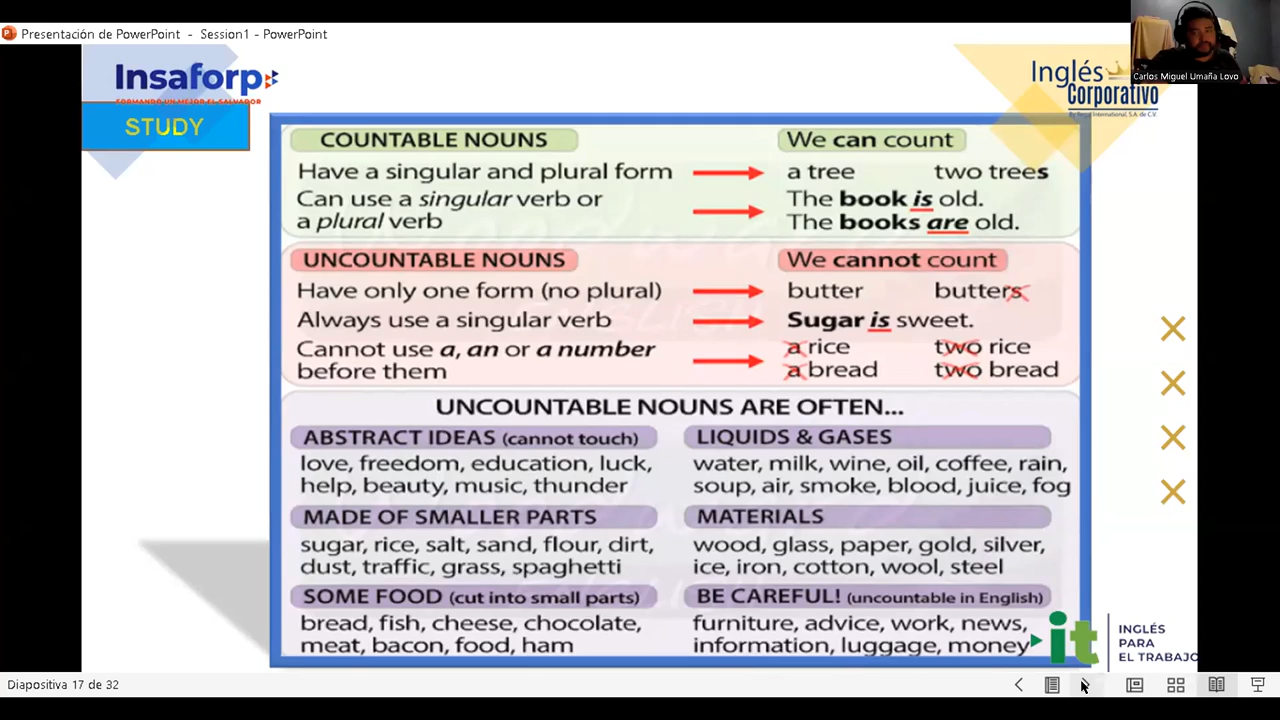 Presentación de PowerPoint - Session1 - PowerPoint
Carlos Miguel Umaña Lovo
Insaforp
FORMANDO UN MEJOR EL SALVADOR
Inglés
Corporativo
STUDY
COUNTABLE NOUNS We can count
Have a singular and plural form a tree two trees
Can use a singular verb or The book is old.
a plural verb The books are old.
UNCOUNTABLE NOUNS We cannot count
Have only one form (no plural) butter butters
Always use a singular verb Sugar is sweet.
Cannot use a, an or a number a rice two rice
before them a bread two bread
UNCOUNTABLE NOUNS ARE OFTEN...
ABSTRACT IDEAS (cannot touch)
love, freedom, education, luck,
help, beauty, music, thunder
LIQUIDS & GASES
water, milk, wine, oil, coffee, rain,
soup, air, smoke, blood, juice, fog
MADE OF SMALLER PARTS
sugar, rice, salt, sand, flour, dirt,
dust, traffic, grass, spaghetti
MATERIALS
wood, glass, paper, gold, silver,
ice, iron, cotton, wool, steel
SOME FOOD (cut into small parts)
bread, fish, cheese, chocolate,
meat, bacon, food, ham
BE CAREFUL! (uncountable in English)
furniture, advice, work, news,
information, luggage, money
it
INGLÉS
PARA
EL TRABAJO
Diapositiva 17 de 32